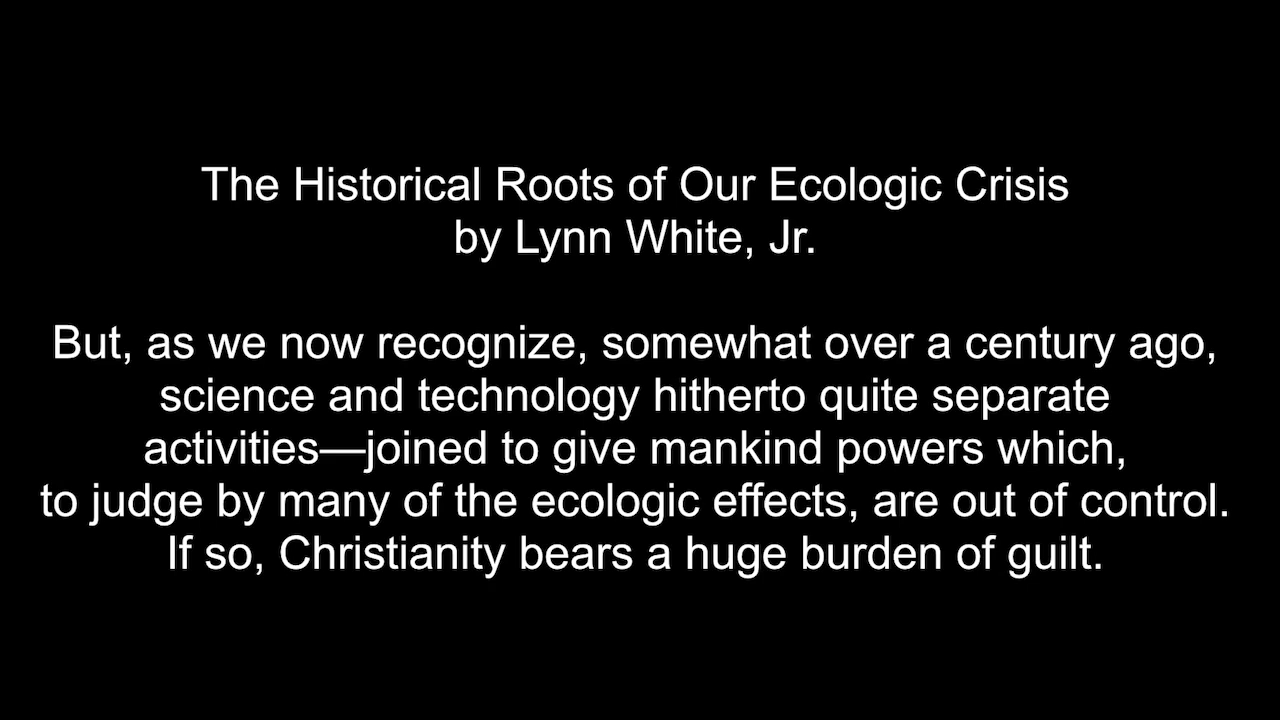 The Historical Roots of Our Ecologic Crisis
by Lynn White, Jr.
But, as we now recognize, somewhat over a century ago,
science and technology hitherto quite separate
activities—joined to give mankind powers which,
to judge by many of the ecologic effects, are out of control.
If so, Christianity bears a huge burden of guilt.